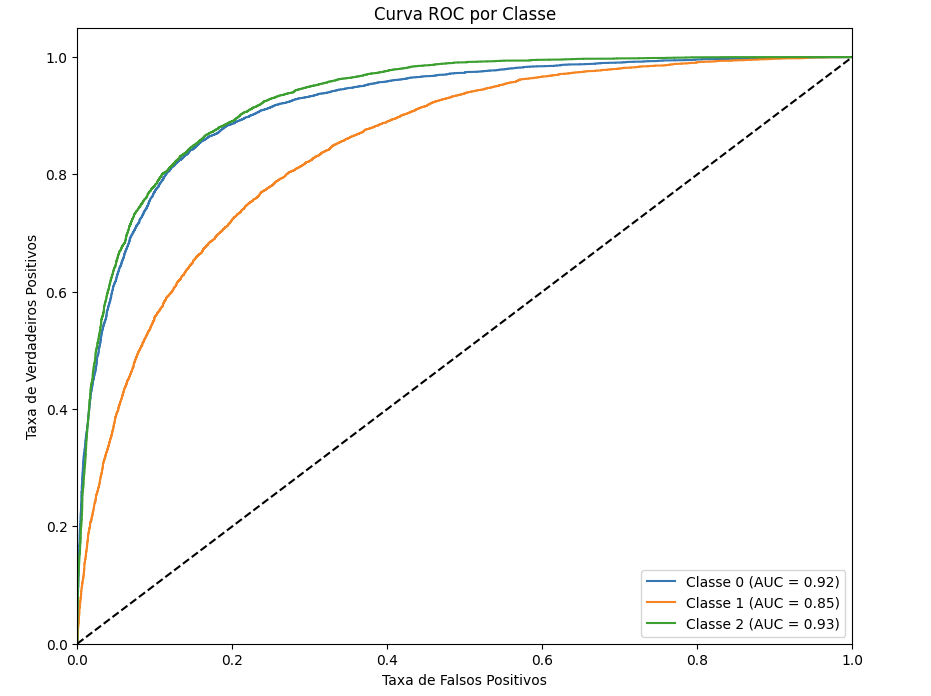 Curva ROC por Classe
Taxa de Verdadeiros Positivos
1.0
0.8
0.6
0.4
0.2
0.0
0.0 0.2 0.4 0.6 0.8 1.0
Taxa de Falsos Positivos
Classe 0 (AUC = 0.92)
Classe 1 (AUC = 0.85)
Classe 2 (AUC = 0.93)